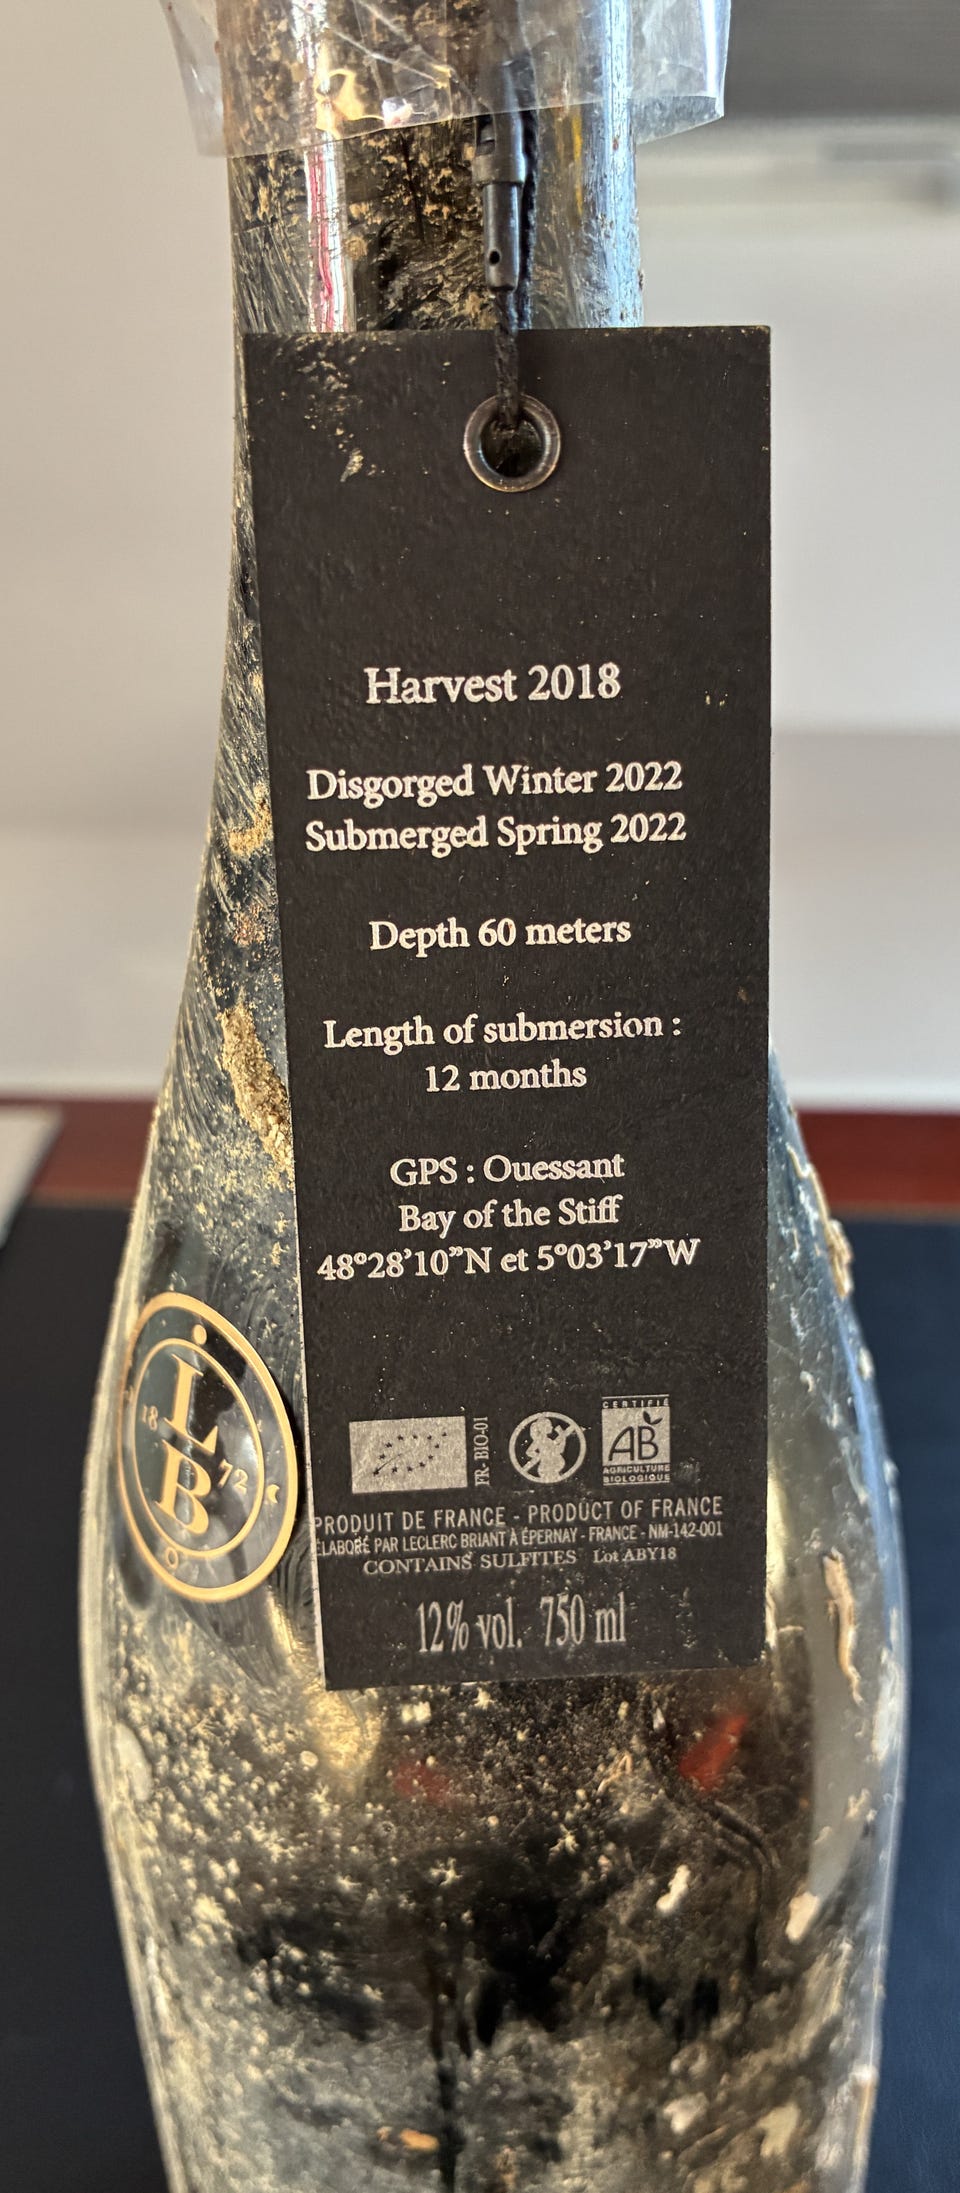 Harvest 2018
Disgorged Winter 2022
Submerged Spring 2022
Depth 60 meters
Length of submersion :
12 months
GPS : Ouessant
Bay of the Stiff
48°28'10"N et 5°03'17"W
L
18
B
72
FR-BIO-01
CERTIFIÉ
AB
AGRICULTURE
BIOLOGIQUE
PRODUIT DE FRANCE - PRODUCT OF FRANCE
ÉLABORÉ PAR LECLERC BRIANT À ÉPERNAY - FRANCE - NM-142-001
CONTAINS SULFITES Lot ABY18
12% vol. 750 ml